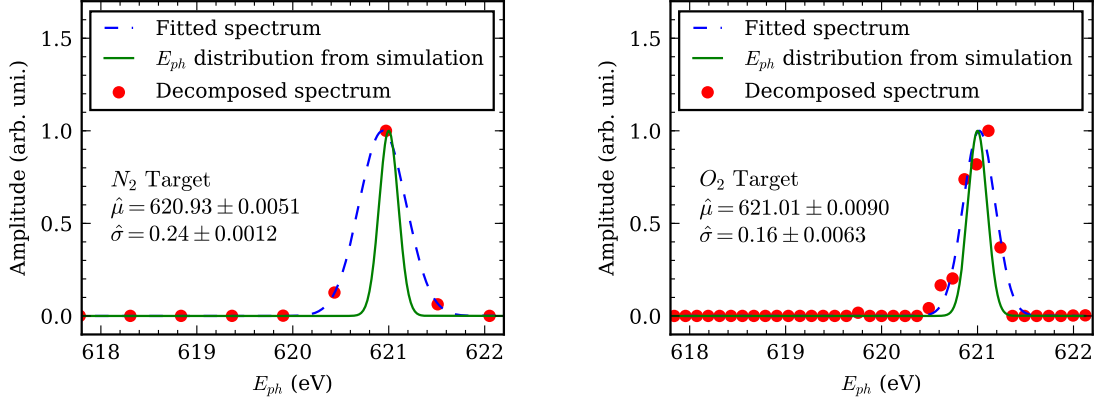 Fitted spectrum
E_ph distribution from simulation
Decomposed spectrum
1.5
1.0
0.5
0.0
Amplitude (arb. uni.)
N_2 Target
μ̂ = 620.93 ± 0.0051
σ̂ = 0.24 ± 0.0012
618 619 620 621 622
E_ph (eV)
Fitted spectrum
E_ph distribution from simulation
Decomposed spectrum
1.5
1.0
0.5
0.0
Amplitude (arb. uni.)
O_2 Target
μ̂ = 621.01 ± 0.0090
σ̂ = 0.16 ± 0.0063
618 619 620 621 622
E_ph (eV)